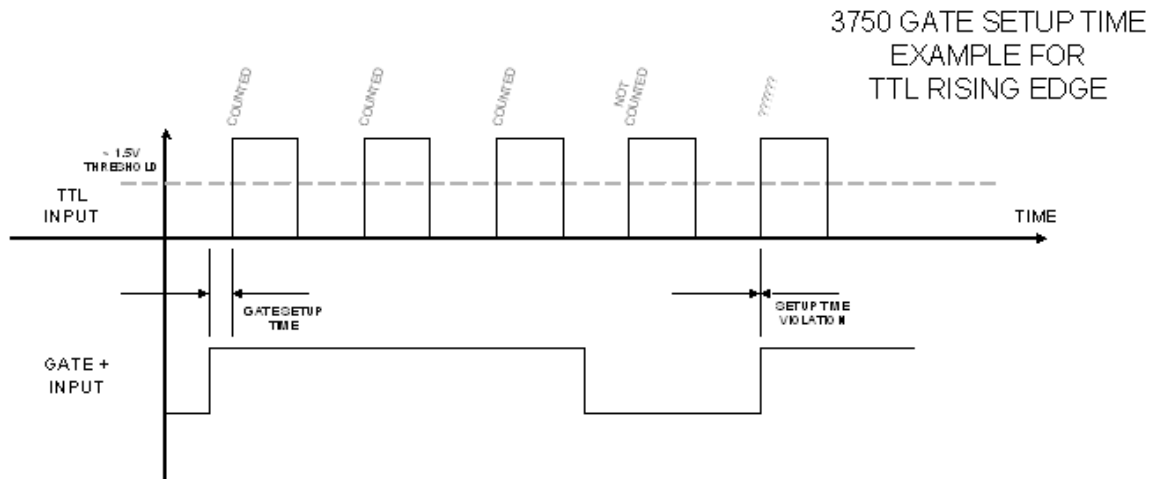 3750 GATE SETUP TIME
EXAMPLE FOR
TTL RISING EDGE
COUNTED
COUNTED
COUNTED
NOT
COUNTED
??????
~ 1.5V
THRESHOLD
TTL
INPUT
TIME
GATE SETUP
TIME
SETUP TIME
VIOLATION
GATE +
INPUT